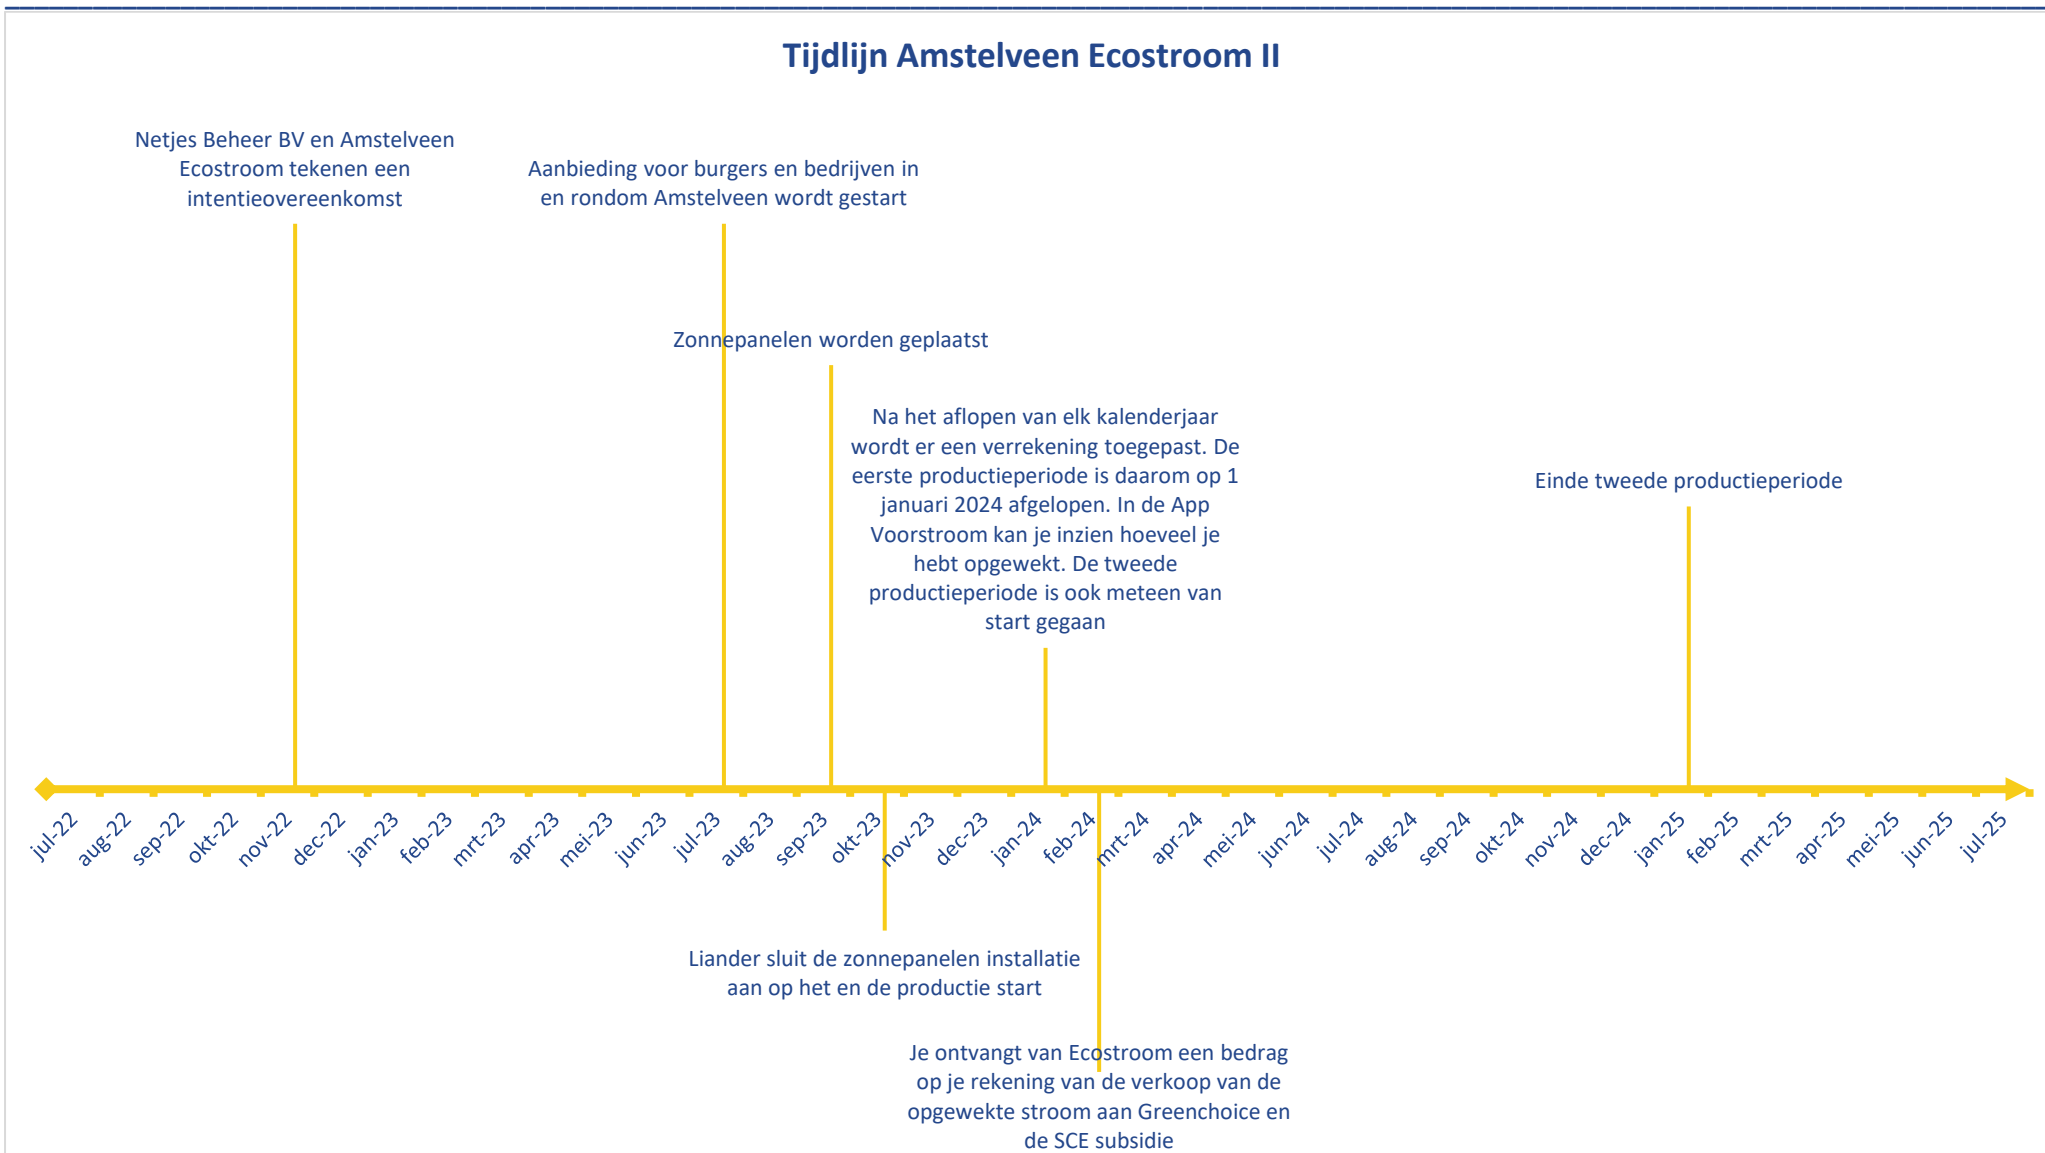 Tijdlijn Amstelveen Ecostroom II
Netjes Beheer BV en Amstelveen
Ecostroom tekenen een
intentieovereenkomst
Aanbieding voor burgers en bedrijven in
en rondom Amstelveen wordt gestart
Zonnepanelen worden geplaatst
Na het aflopen van elk kalenderjaar
wordt er een verrekening toegepast. De
eerste productieperiode is daarom op 1
januari 2024 afgelopen. In de App
Voorstroom kan je inzien hoeveel je
hebt opgewekt. De tweede
productieperiode is ook meteen van
start gegaan
Einde tweede productieperiode
jul-22
aug-22
sep-22
okt-22
nov-22
dec-22
jan-23
feb-23
mrt-23
apr-23
mei-23
jun-23
jul-23
aug-23
sep-23
okt-23
nov-23
dec-23
jan-24
feb-24
mrt-24
apr-24
mei-24
jun-24
jul-24
aug-24
sep-24
okt-24
nov-24
dec-24
jan-25
feb-25
mrt-25
apr-25
mei-25
jun-25
jul-25
Liander sluit de zonnepanelen installatie
aan op het en de productie start
Je ontvangt van Ecostroom een bedrag
op je rekening van de verkoop van de
opgewekte stroom aan Greenchoice en
de SCE subsidie